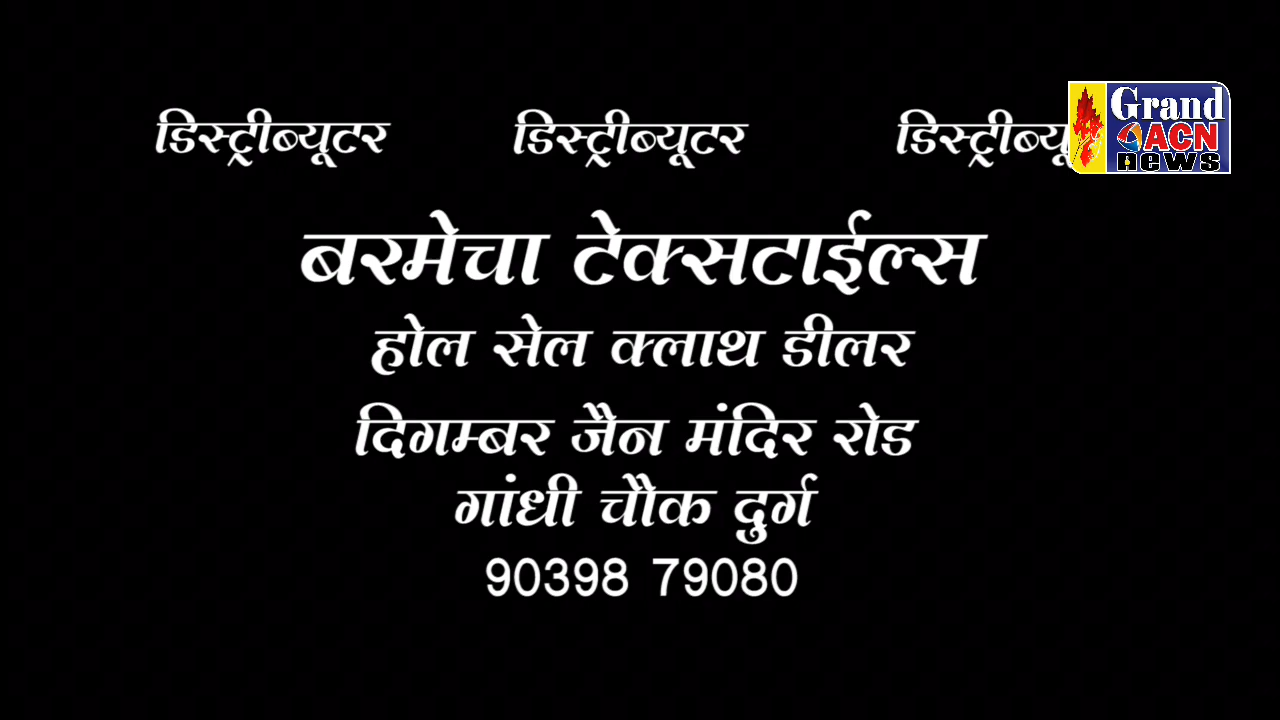 डिस्ट्रीब्यूटर डिस्ट्रीब्यूटर डिस्ट्रीब्यू
Grand
ACN
news
बरमेचा टेक्सटाईल्स
होल सेल क्लाथ डीलर
दिगम्बर जैन मंदिर रोड
गांधी चौक दुर्ग
90398 79080